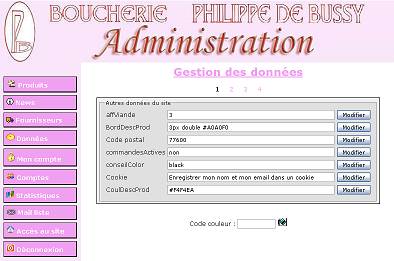 BOUCHERIE PHILIPPE DE BUSSY
Administration
Produits
News
Fournisseurs
Données
Mon compte
Comptes
Statistiques
Mail liste
Accès au site
Déconnexion
Gestion des données
1 2 3 4
Autres données du site
affViande 3 Modifier
BordDescProd 3px double #A0A0F0 Modifier
Code postal 77600 Modifier
commandesActives non Modifier
conseilColor black Modifier
Cookie Enregistrer mon nom et mon email dans un cookie Modifier
CoulDescProd #F4F4EA Modifier
Code couleur :